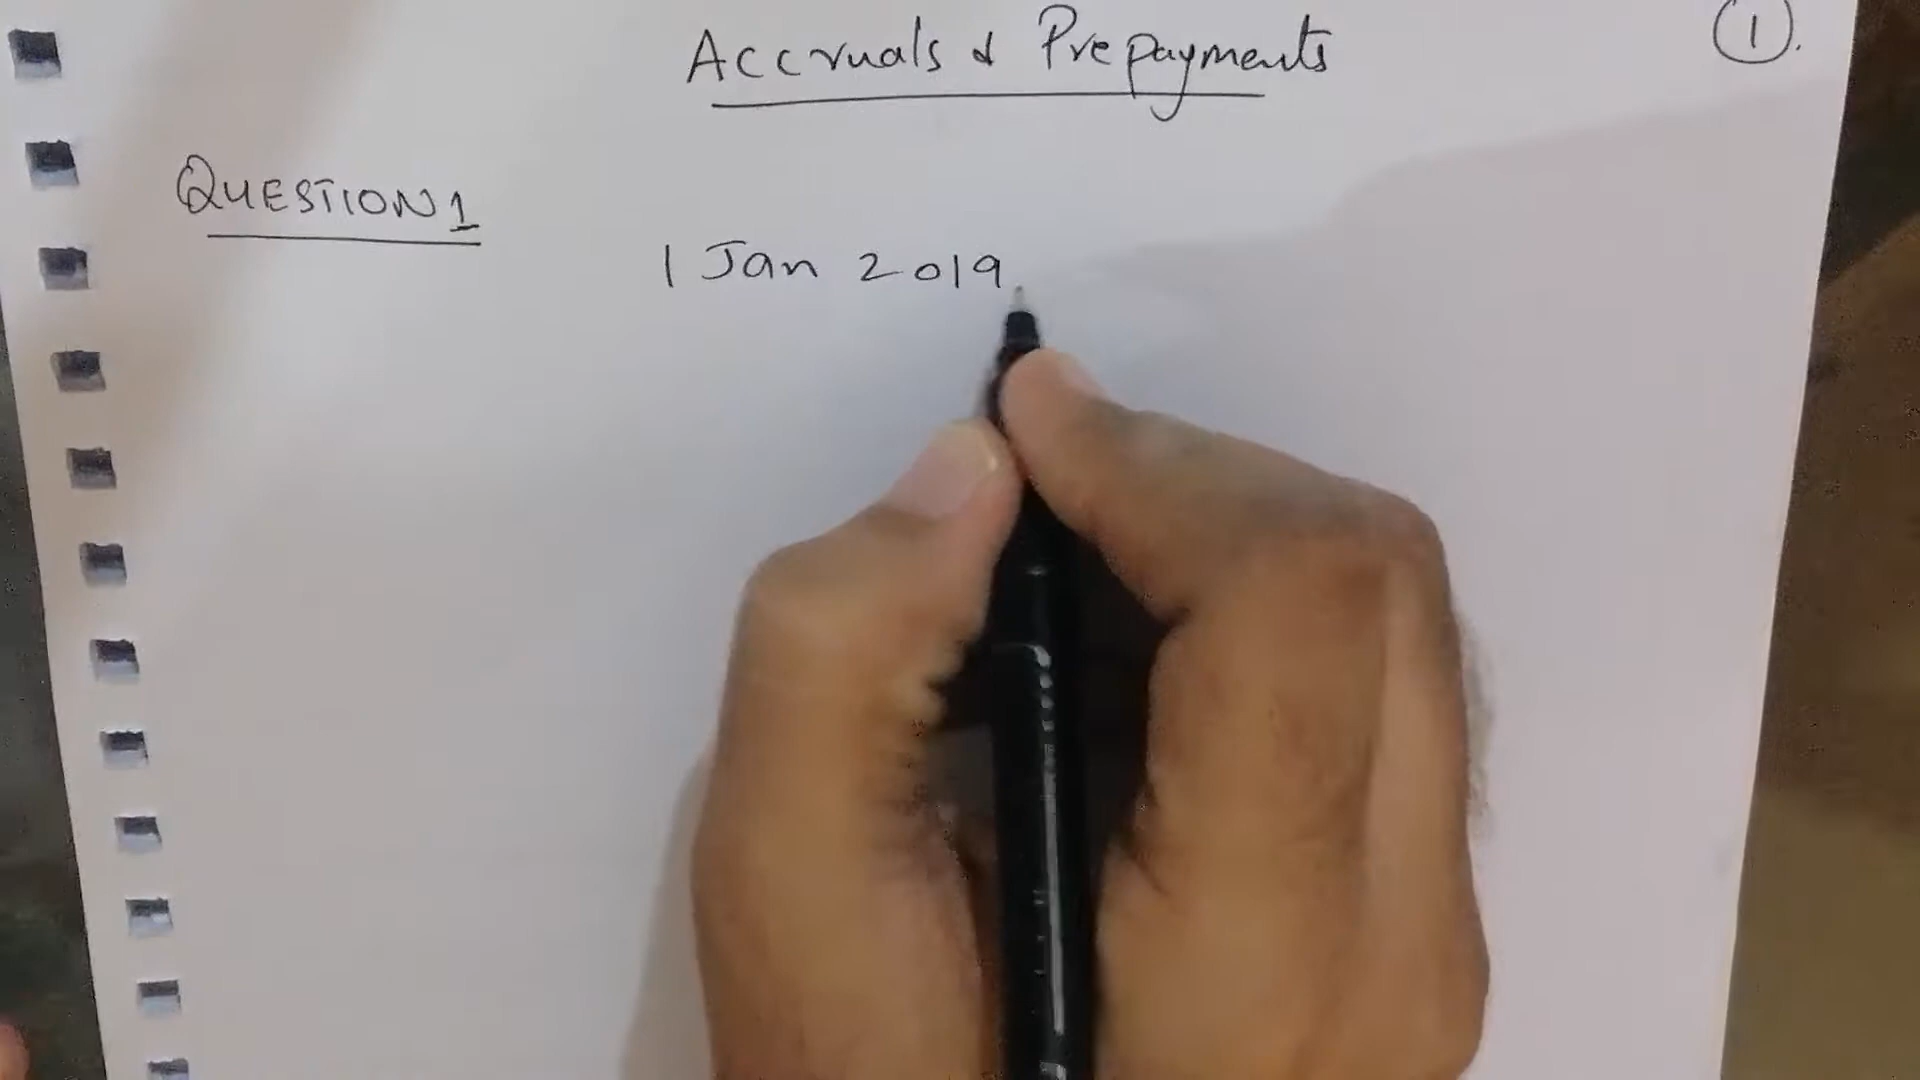 Accruals & Prepayments
1.
QUESTION 1
1 Jan 2019